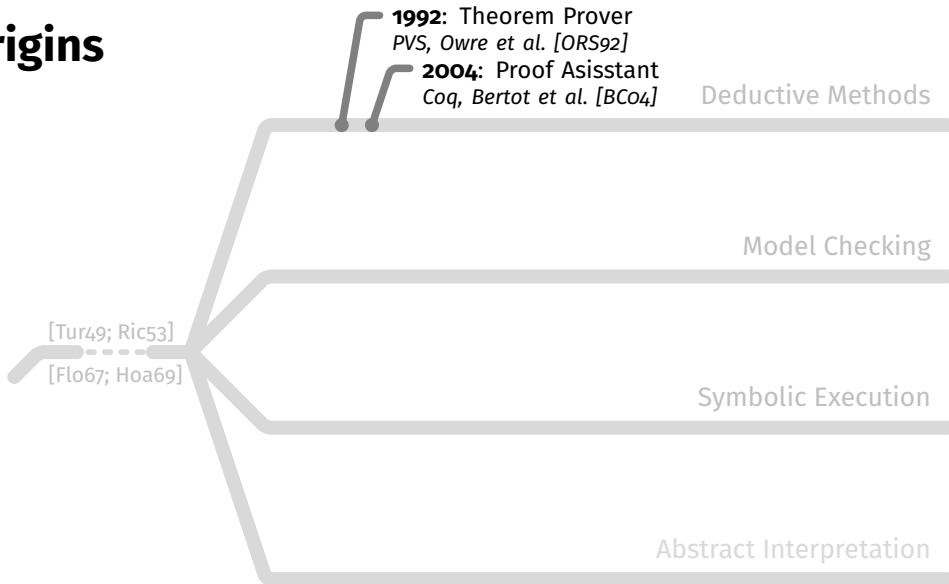 rigins
1992: Theorem Prover
PVS, Owre et al. [ORS92]
2004: Proof Asisstant
Coq, Bertot et al. [BC04]
Deductive Methods
Model Checking
[Tur49; Ric53]
[Flo67; Hoa69]
Symbolic Execution
Abstract Interpretation